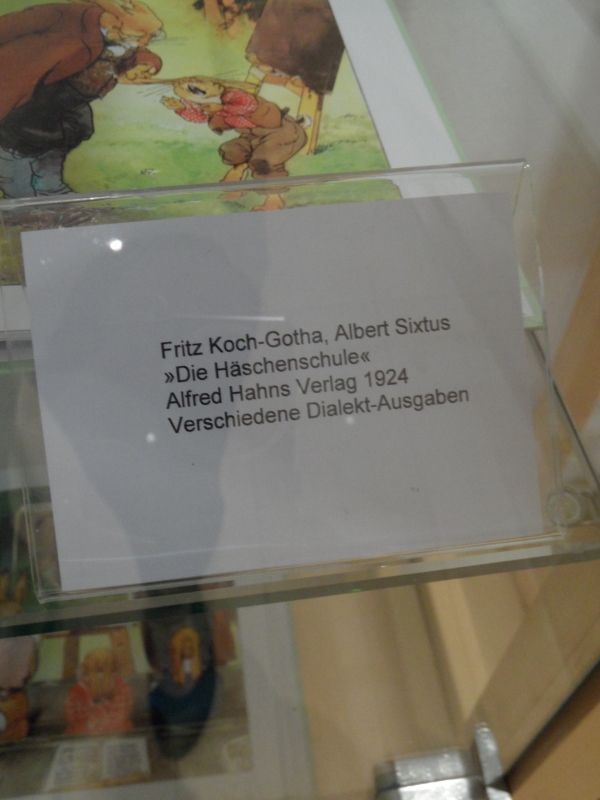 Fritz Koch-Gotha, Albert Sixtus
»Die Häschenschule«
Alfred Hahns Verlag 1924
Verschiedene Dialekt-Ausgaben